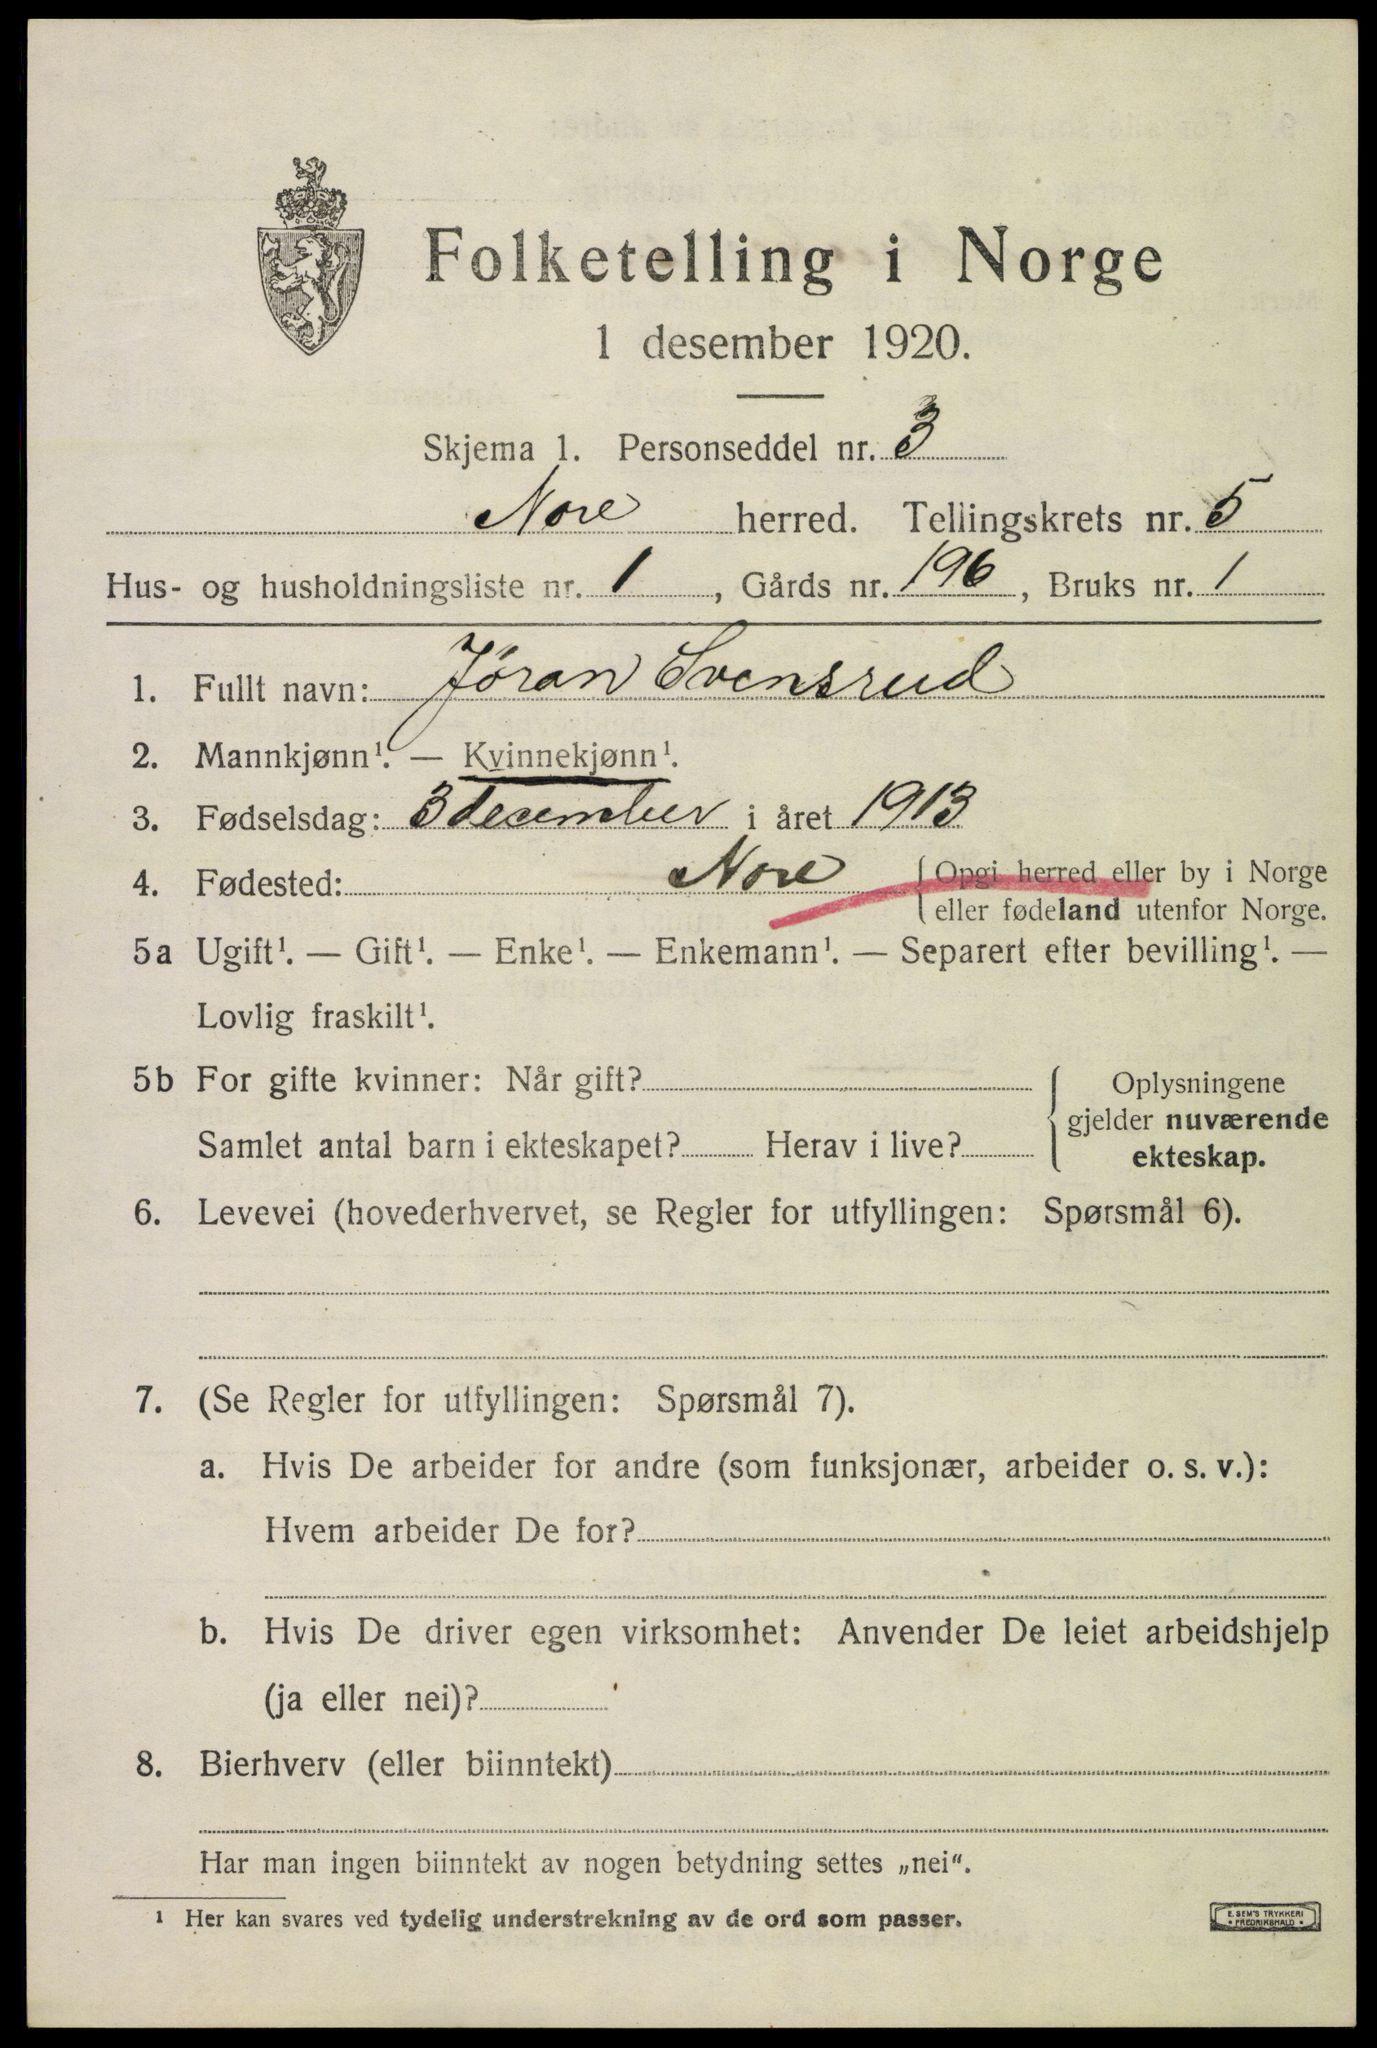 Folketelling i Norge
1 desember 1920.
Skjema 1. Personseddel nr. 3
Nore herred. Tellingskrets nr. 5
Hus- og husholdningsliste nr. 1, Gårds nr. 196, Bruks nr. 1
1. Fullt navn: Jøran Svensrud
2. Mannkjønn¹. — Kvinnekjønn¹.
3. Fødselsdag: 3 desember i året 1913
4. Fødested: Nore { Opgi herred eller by i Norge
eller fødeland utenfor Norge.
5a Ugift¹. — Gift¹. — Enke¹. — Enkemann¹. — Separert efter bevilling¹. —
Lovlig fraskilt¹.
5b For gifte kvinner: Når gift?
Samlet antal barn i ekteskapet? Herav i live?
{ Oplysningene
gjelder nuværende
ekteskap.
6. Levevei (hovederhvervet, se Regler for utfyllingen: Spørsmål 6).
7. (Se Regler for utfyllingen: Spørsmål 7).
a. Hvis De arbeider for andre (som funksjonær, arbeider o. s. v.):
Hvem arbeider De for?
b. Hvis De driver egen virksomhet: Anvender De leiet arbeidshjelp
(ja eller nei)?
8. Bierhverv (eller biinntekt)
Har man ingen biinntekt av nogen betydning settes „nei“.
¹ Her kan svares ved tydelig understrekning av de ord som passer.
E. SEM'S TRYKKERI
• FREDRIKSHALD •